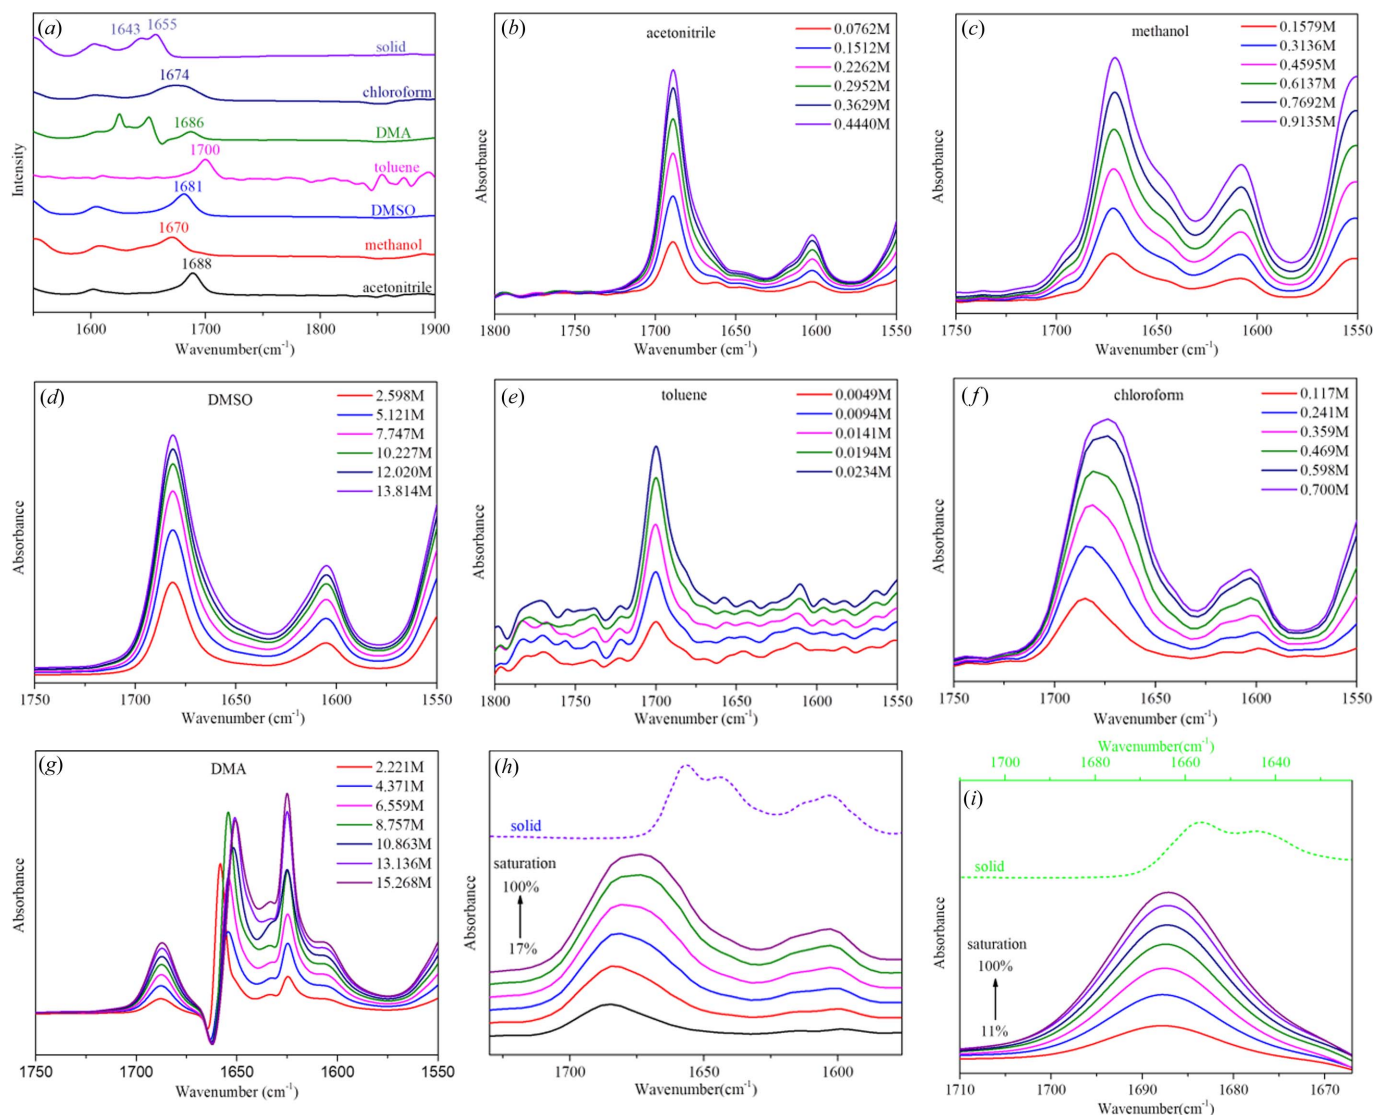 (a)
1643 1655
solid
1674
chloroform
1686
DMA
1700
toluene
1681
DMSO
1670
methanol
1688
acetonitrile
Intensity
1600 1700 1800 1900
Wavenumber(cm⁻¹)
(b)
acetonitrile
0.0762M
0.1512M
0.2262M
0.2952M
0.3629M
0.4440M
Absorbance
1800 1750 1700 1650 1600 1550
Wavenumber (cm⁻¹)
(c)
methanol
0.1579M
0.3136M
0.4595M
0.6137M
0.7692M
0.9135M
Absorbance
1750 1700 1650 1600 1550
Wavenumber (cm⁻¹)
(d)
DMSO
2.598M
5.121M
7.747M
10.227M
12.020M
13.814M
Absorbance
1750 1700 1650 1600 1550
Wavenumber (cm⁻¹)
(e)
toluene
0.0049M
0.0094M
0.0141M
0.0194M
0.0234M
Absorbance
1800 1750 1700 1650 1600 1550
Wavenumber (cm⁻¹)
(f)
chloroform
0.117M
0.241M
0.359M
0.469M
0.598M
0.700M
Absorbance
1750 1700 1650 1600 1550
Wavenumber (cm⁻¹)
(g)
DMA
2.221M
4.371M
6.559M
8.757M
10.863M
13.136M
15.268M
Absorbance
1750 1700 1650 1600 1550
Wavenumber (cm⁻¹)
(h)
solid
saturation
100%
17%
Absorbance
1700 1650 1600
Wavenumber(cm⁻¹)
Wavenumber(cm⁻¹)
1700 1680 1660 1640
(i)
solid
saturation
100%
11%
Absorbance
1710 1700 1690 1680 1670
Wavenumber(cm⁻¹)